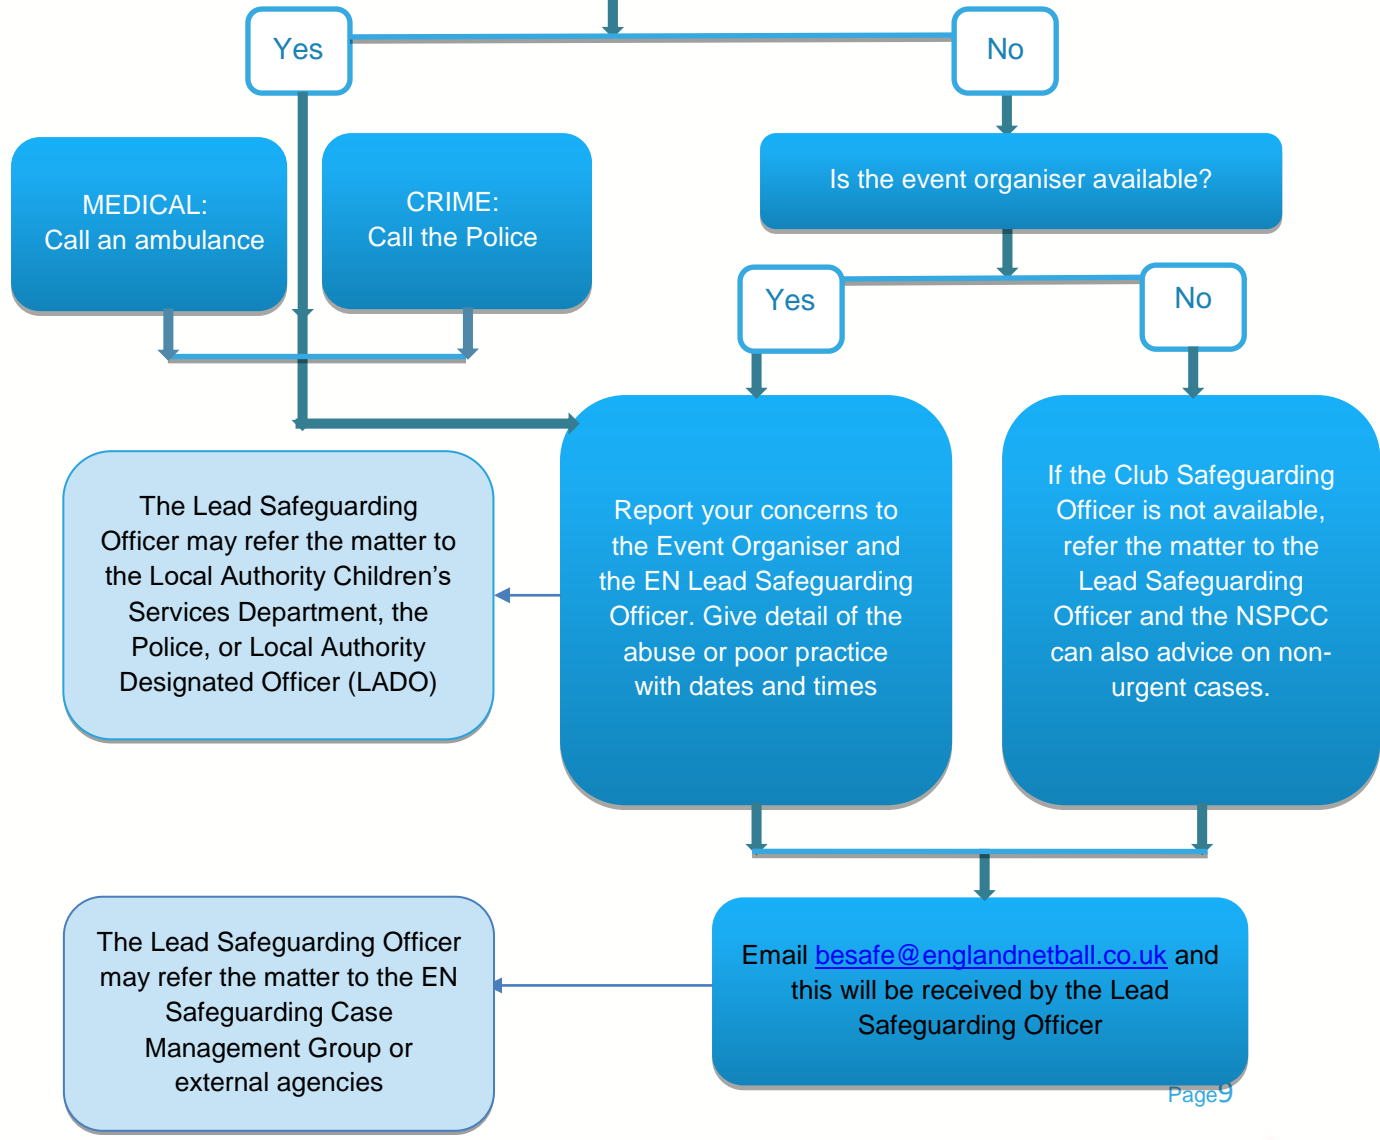 Yes
No
MEDICAL:
Call an ambulance
CRIME:
Call the Police
Is the event organiser available?
Yes
No
The Lead Safeguarding
Officer may refer the matter to
the Local Authority Children’s
Services Department, the
Police, or Local Authority
Designated Officer (LADO)
Report your concerns to
the Event Organiser and
the EN Lead Safeguarding
Officer. Give detail of the
abuse or poor practice
with dates and times
If the Club Safeguarding
Officer is not available,
refer the matter to the
Lead Safeguarding
Officer and the NSPCC
can also advice on non-
urgent cases.
The Lead Safeguarding Officer
may refer the matter to the EN
Safeguarding Case
Management Group or
external agencies
Email besafe@englandnetball.co.uk and
this will be received by the Lead
Safeguarding Officer
Page9